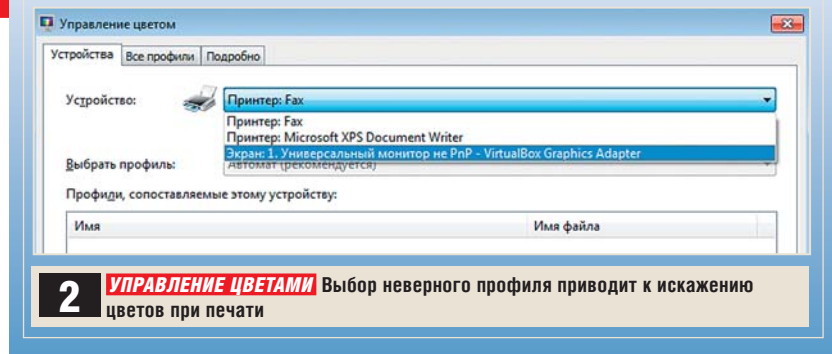 Управление цветом
Устройства Все профили Подробно
Устройство: Принтер: Fax
Принтер: Fax
Принтер: Microsoft XPS Document Writer
Экран: 1. Универсальный монитор не PnP - VirtualBox Graphics Adapter
Выбрать профиль: Автомат (рекомендуется)
Профили, сопоставляемые этому устройству:
Имя Имя файла
2 УПРАВЛЕНИЕ ЦВЕТАМИ Выбор неверного профиля приводит к искажению
цветов при печати